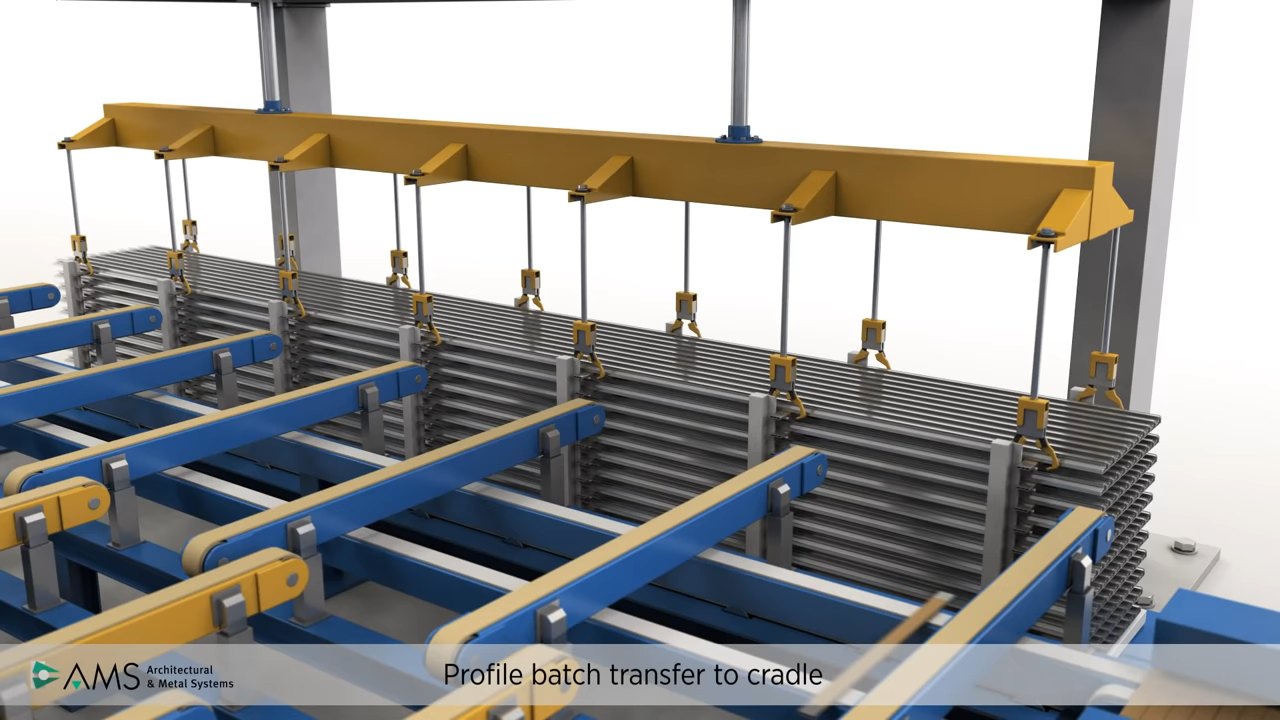 AMS Architectural
& Metal Systems
Profile batch transfer to cradle